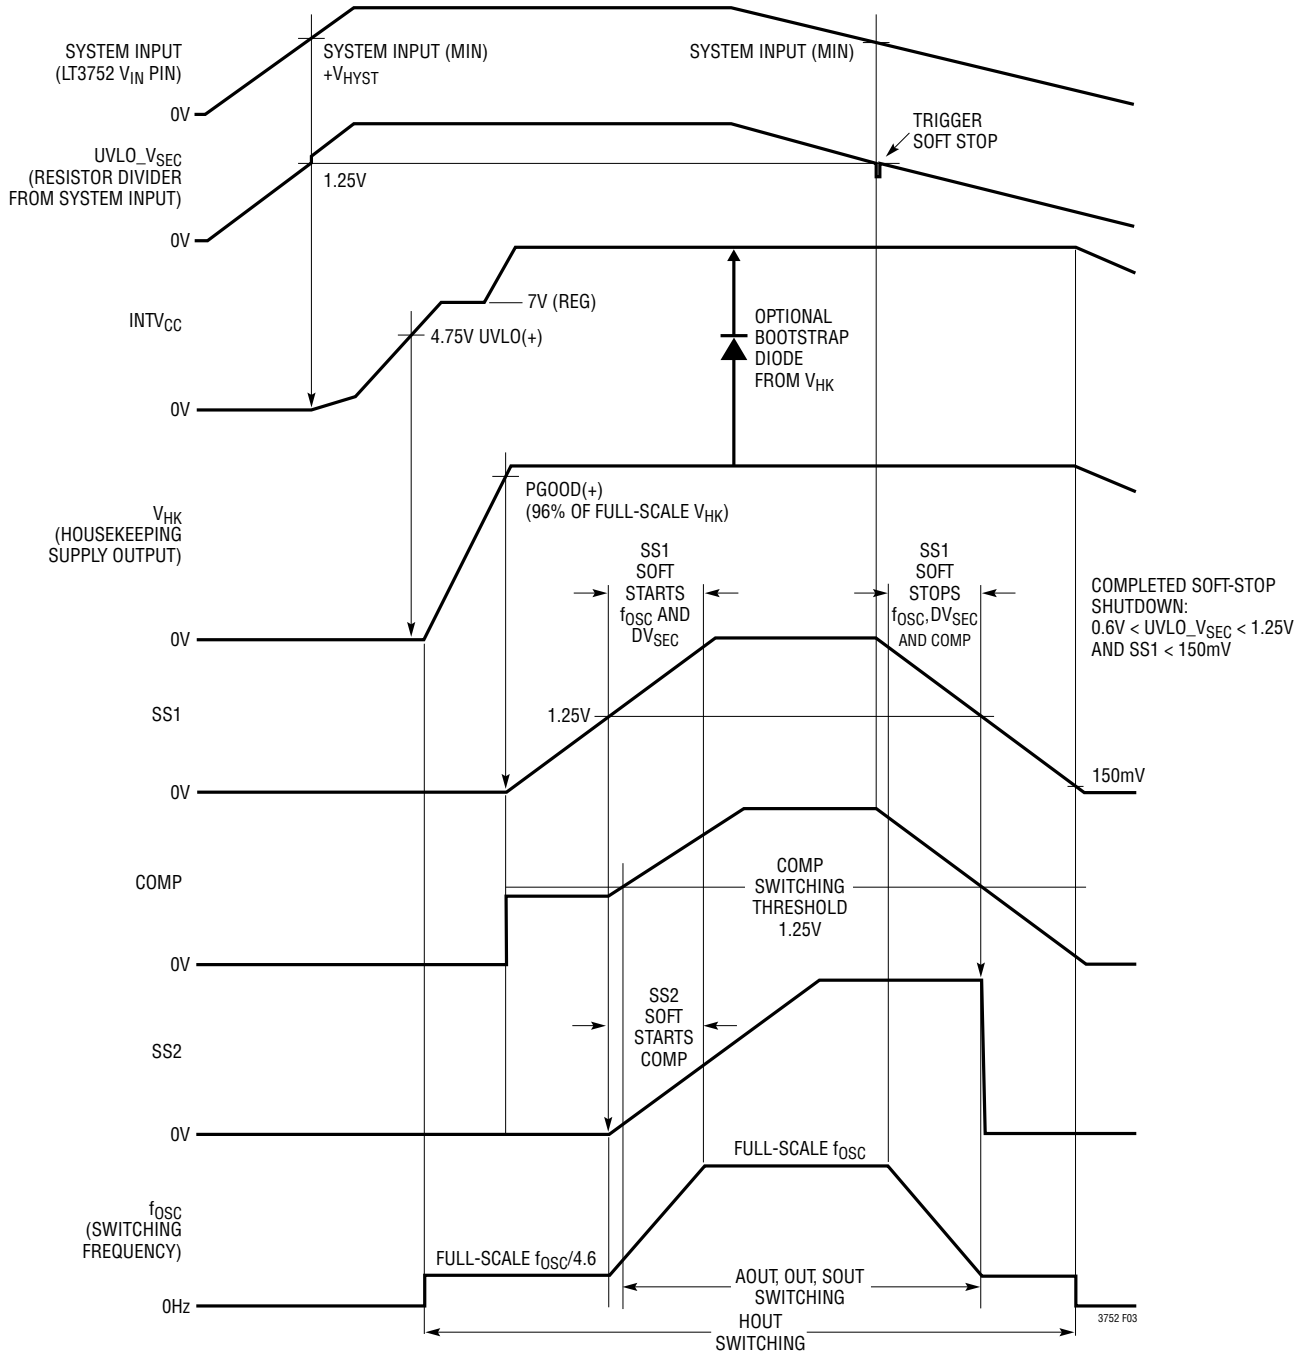 SYSTEM INPUT
(LT3752 VIN PIN)
SYSTEM INPUT (MIN)
+VHYST
SYSTEM INPUT (MIN)
0V
TRIGGER
SOFT STOP
UVLO_VSEC
(RESISTOR DIVIDER
FROM SYSTEM INPUT)
1.25V
0V
7V (REG)
INTVCC
4.75V UVLO(+)
OPTIONAL
BOOTSTRAP
DIODE
FROM VHK
0V
PGOOD(+)
(96% OF FULL-SCALE VHK)
VHK
(HOUSEKEEPING
SUPPLY OUTPUT)
SS1
SOFT
STARTS
fOSC AND
DVSEC
SS1
SOFT
STOPS
fOSC, DVSEC
AND COMP
COMPLETED SOFT-STOP
SHUTDOWN:
0.6V < UVLO_VSEC < 1.25V
AND SS1 < 150mV
0V
SS1
1.25V
150mV
0V
COMP
COMP
SWITCHING
THRESHOLD
1.25V
0V
SS2
SOFT
STARTS
COMP
SS2
0V
FULL-SCALE fOSC
fOSC
(SWITCHING
FREQUENCY)
FULL-SCALE fOSC/4.6
AOUT, OUT, SOUT
SWITCHING
0Hz
HOUT
SWITCHING
3752 F03